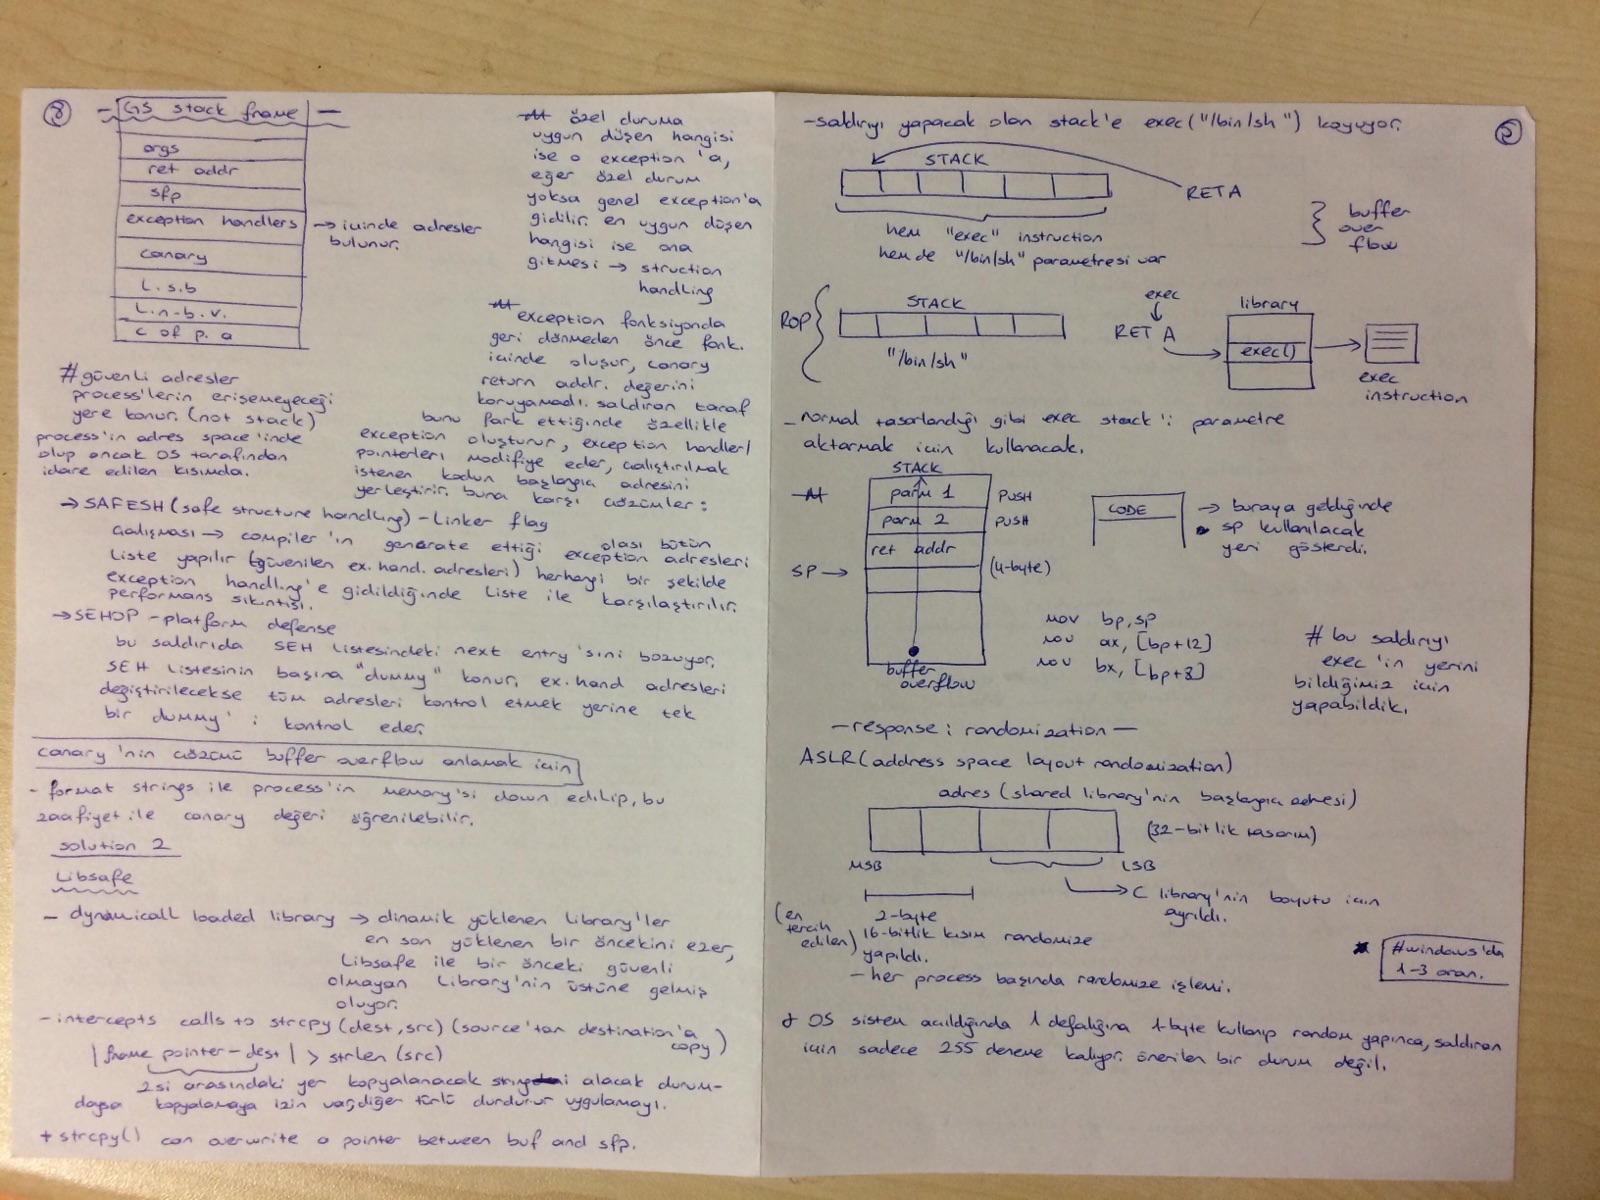 8
GS stack frame
args
ret addr
sfp
exception handlers → içinde adresler
bulunur.
canary
L.s.b
L.n-b.v.
c of p.a
özel duruma
uygun düşen hangisi
ise o exception'a,
eğer özel durum
yoksa genel exception'a
gidilir. en uygun düşen
hangisi ise ona
gitmesi → struction
handling
exception fonksiyonda
geri dönmeden önce fonk.
içinde oluşur, canary
return addr. değerini
koruyamadı. saldıran taraf
bunu fark ettiğinde özellikle
exception oluşturur, exception handler/
pointerleri modifiye eder, çalıştırılmak
istenen kodun başlangıç adresini
yerleştirir. buna karşı çözümler:
# güvenli adresler
process'lerin erişemeyeceği
yere konur. (not stack)
process'in adres space'inde
olup ancak OS tarafından
idare edilen kısımda.
→ SAFESH (safe structure handling) - Linker flag
çalışması → compiler'ın generate ettiği olası bütün
exception adresleri
liste yapılır (güvenilen ex. hand. adresleri) herhangi bir şekilde
exception handling'e gidildiğinde liste ile karşılaştırılır.
performans sıkıntısı.
→ SEHOP - platform defense
bu saldırıda SEH listesindeki next entry'sini bozuyor.
SEH listesinin başına "dummy" konur, ex. hand adresleri
değiştirilecekse tüm adresleri kontrol etmek yerine tek
bir dummy'i kontrol eder.
canary'nin çözümü buffer overflow anlamak için
- format strings ile process'in memory'si down edilip, bu
zaafiyet ile canary değeri öğrenilebilir.
solution 2
Libsafe
- dynamicall loaded library → dinamik yüklenen library'ler
en son yüklenen bir öncekini ezer,
Libsafe ile bir önceki güvenli
olmayan Library'nin üstüne gelmiş
oluyor.
- intercepts calls to strcpy (dest, src) (source'tan destination'a
copy)
| frame pointer - dest | > strlen (src)
2si arasındaki yer kopyalanacak alacak durum-
daysa kopyalamaya izin var, diğer türlü durdurur uygulamayı.
+ strcpy() can overwrite a pointer between buf and sfp.
5
- saldırıyı yapacak olan stack'e exec("/bin/sh") koyuyor.
STACK
RET A
hem "exec" instruction
hem de "/bin/sh" parametresi var
buffer
over
flow
ROP
STACK
"/bin/sh"
exec
RET A
library
exec()
exec
instruction
- normal tasarlandığı gibi exec stack'i parametre
aktarmak için kullanacak.
STACK
parm 1 PUSH
parm 2 PUSH
ret addr
SP → (4-byte)
buffer
overflow
CODE
→ buraya geldiğinde
sp kullanılacak
yeri gösterdi.
mov bp, sp
mov ax, [bp+12]
mov bx, [bp+8]
# bu saldırıyı
exec'in yerini
bildiğimiz için
yapabildik.
- response: randomization -
ASLR (address space layout randomization)
adres (shared library'nin başlangıç adresi)
(32-bitlik tasarım)
MSB LSB
→ C library'nin boyutu için
ayrıldı.
(en
tercih
edilen)
2-byte
16-bitlik kısım randomize
yapıldı.
- her process başında randomize işlemi.
#windows'da
1-3 oran.
OS sistem açıldığında 1 defalığına 1-byte kullanıp random yapınca, saldıran
için sadece 255 deneme kalıyor. önerilen bir durum değil.